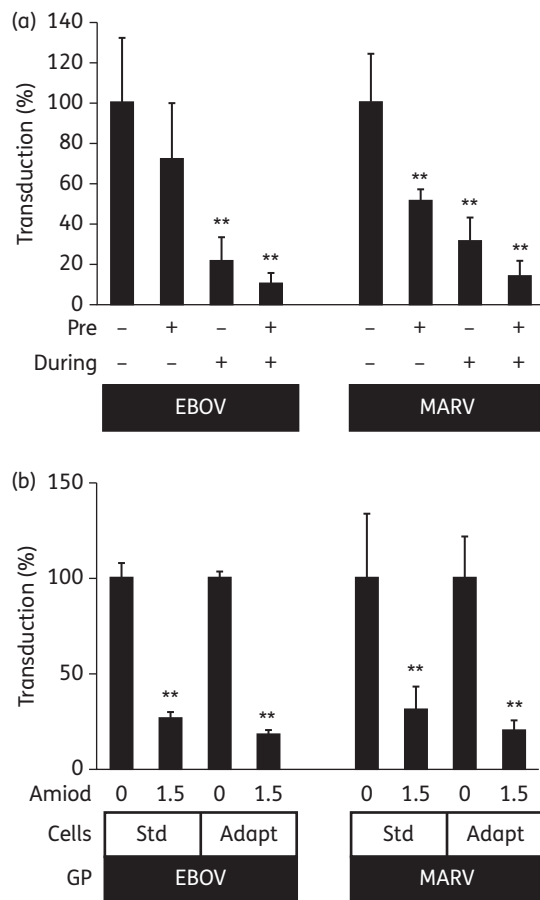 (a)
Transduction (%)
140
120
100
80
60
40
20
0
** ** ** ** **
Pre – + – + – + – +
During – – + + – – + +
EBOV MARV
(b)
Transduction (%)
150
100
50
0
** ** ** **
Amiod 0 1.5 0 1.5 0 1.5 0 1.5
Cells Std Adapt Std Adapt
GP EBOV MARV